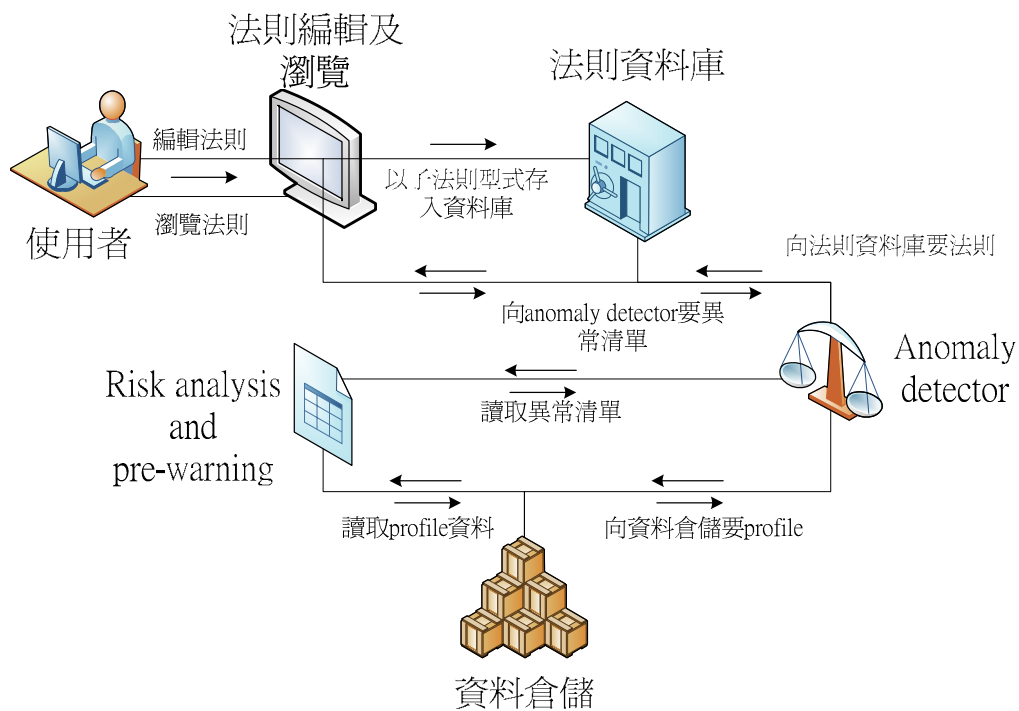 法則編輯及
瀏覽
法則資料庫
編輯法則
瀏覽法則
以子法則型式存
入資料庫
使用者
向法則資料庫要法則
向anomaly detector要異
常清單
Anomaly
detector
Risk analysis
and
pre-warning
讀取異常清單
讀取profile資料
向資料倉儲要profile
資料倉儲